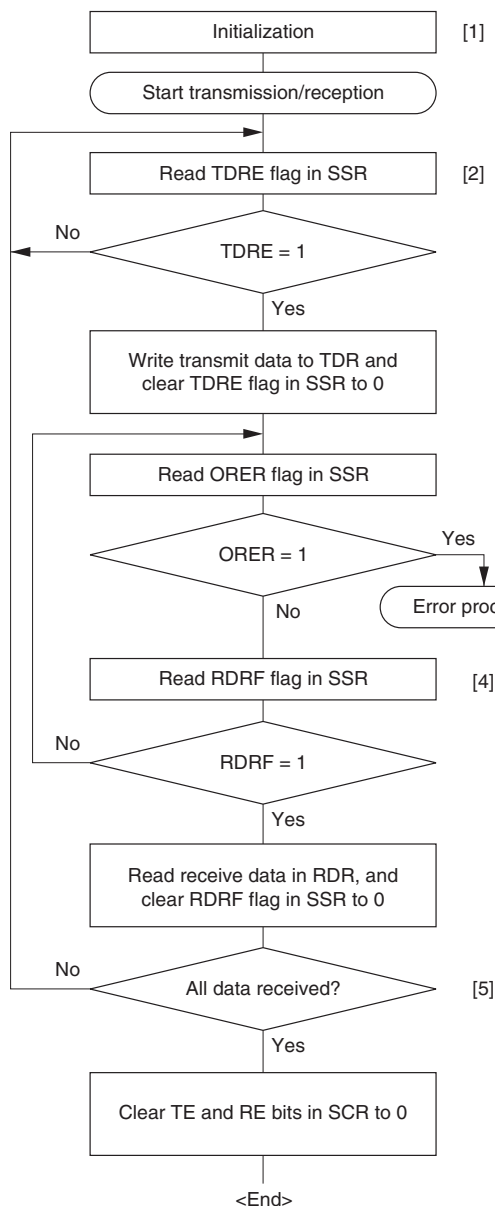 Initialization
[1]
Start transmission/reception
Read TDRE flag in SSR
[2]
No
TDRE = 1
Yes
Write transmit data to TDR and
clear TDRE flag in SSR to 0
Read ORER flag in SSR
Yes
ORER = 1
No
Error
Read RDRF flag in SSR
[4]
No
RDRF = 1
Yes
Read receive data in RDR, and
clear RDRF flag in SSR to 0
No
All data received?
[5]
Yes
Clear TE and RE bits in SCR to 0
<End>